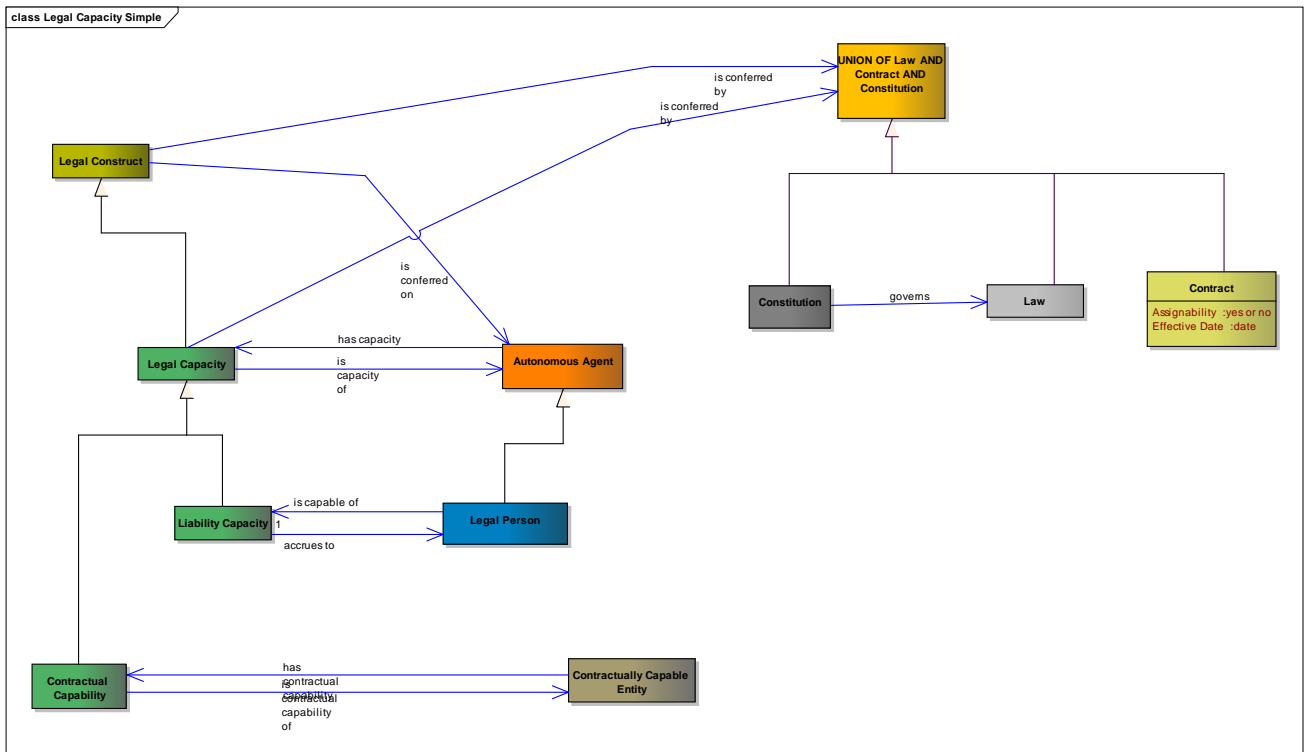 class Legal Capacity Simple
UNION OF Law AND
Contract AND
Constitution
is conferred
by
is conferred
by
Legal Construct
is
conferred
on
Constitution
governs
Law
Contract
Assignability :yes or no
Effective Date :date
has capacity
Legal Capacity
is
capacity
of
Autonomous Agent
is capable of
Liability Capacity
1
Legal Person
accrues to
has
contractual
capability
Contractual
Capability
is
contractual
capability
of
Contractually Capable
Entity